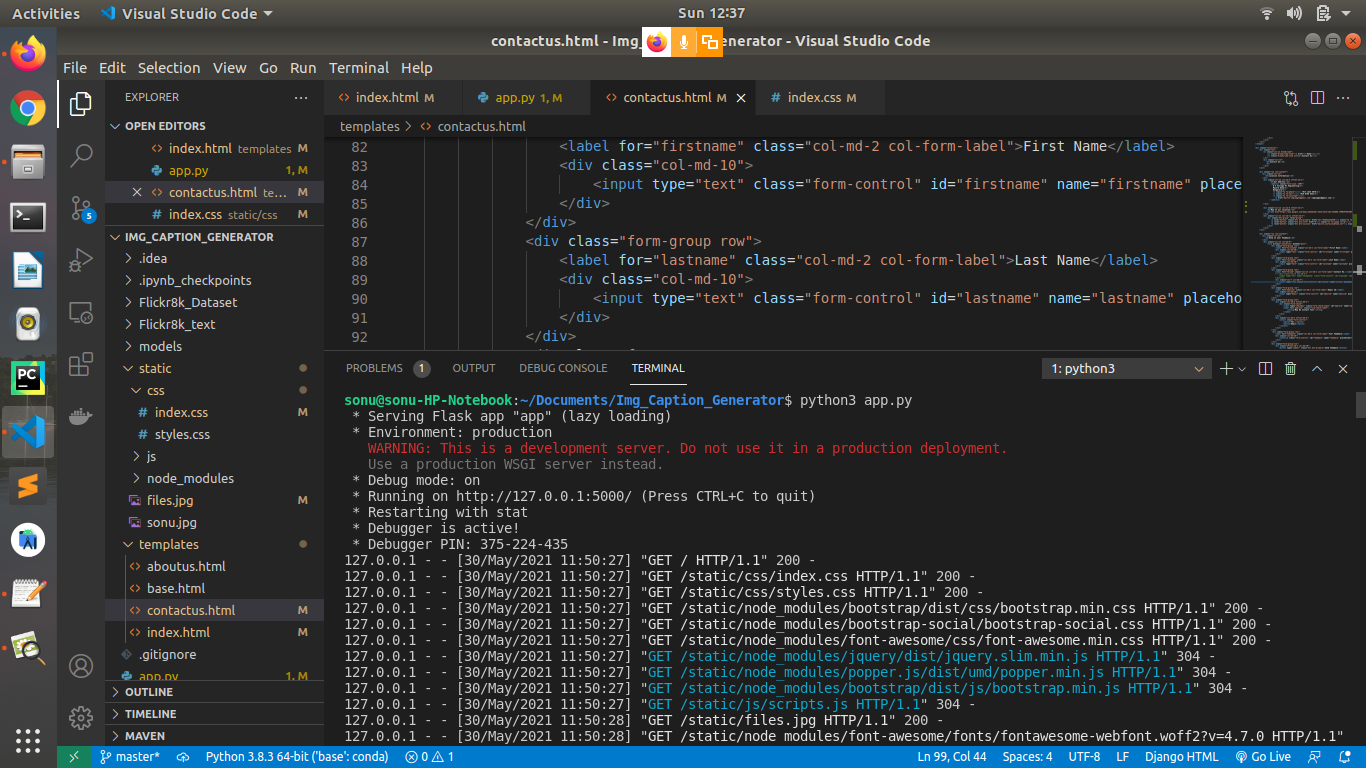 Activities Visual Studio Code Sun 12:37
contactus.html - Img_ enerator - Visual Studio Code
File Edit Selection View Go Run Terminal Help
EXPLORER
OPEN EDITORS
index.html templates M
app.py 1, M
contactus.html te... M
index.css static/css M
5
IMG_CAPTION_GENERATOR
.idea
.ipynb_checkpoints
Flickr8k_Dataset
Flickr8k_text
models
static
css
index.css M
styles.css
js
node_modules
files.jpg M
sonu.jpg
templates
aboutus.html
base.html
contactus.html M
index.html M
.gitignore
app.py 1, M
OUTLINE
TIMELINE
MAVEN
index.html M app.py 1, M contactus.html M index.css M
templates > contactus.html
82 <label for="firstname" class="col-md-2 col-form-label">First Name</label>
83 <div class="col-md-10">
84 <input type="text" class="form-control" id="firstname" name="firstname" place
85 </div>
86 </div>
87 <div class="form-group row">
88 <label for="lastname" class="col-md-2 col-form-label">Last Name</label>
89 <div class="col-md-10">
90 <input type="text" class="form-control" id="lastname" name="lastname" placeho
91 </div>
92 </div>
PROBLEMS 1 OUTPUT DEBUG CONSOLE TERMINAL 1: python3
sonu@sonu-HP-Notebook:~/Documents/Img_Caption_Generator$ python3 app.py
* Serving Flask app "app" (lazy loading)
* Environment: production
WARNING: This is a development server. Do not use it in a production deployment.
Use a production WSGI server instead.
* Debug mode: on
* Running on http://127.0.0.1:5000/ (Press CTRL+C to quit)
* Restarting with stat
* Debugger is active!
* Debugger PIN: 375-224-435
127.0.0.1 - - [30/May/2021 11:50:27] "GET / HTTP/1.1" 200 -
127.0.0.1 - - [30/May/2021 11:50:27] "GET /static/css/index.css HTTP/1.1" 200 -
127.0.0.1 - - [30/May/2021 11:50:27] "GET /static/css/styles.css HTTP/1.1" 200 -
127.0.0.1 - - [30/May/2021 11:50:27] "GET /static/node_modules/bootstrap/dist/css/bootstrap.min.css HTTP/1.1" 200 -
127.0.0.1 - - [30/May/2021 11:50:27] "GET /static/node_modules/bootstrap-social/bootstrap-social.css HTTP/1.1" 200 -
127.0.0.1 - - [30/May/2021 11:50:27] "GET /static/node_modules/font-awesome/css/font-awesome.min.css HTTP/1.1" 200 -
127.0.0.1 - - [30/May/2021 11:50:27] "GET /static/node_modules/jquery/dist/jquery.slim.min.js HTTP/1.1" 304 -
127.0.0.1 - - [30/May/2021 11:50:27] "GET /static/node_modules/popper.js/dist/umd/popper.min.js HTTP/1.1" 304 -
127.0.0.1 - - [30/May/2021 11:50:27] "GET /static/node_modules/bootstrap/dist/js/bootstrap.min.js HTTP/1.1" 304 -
127.0.0.1 - - [30/May/2021 11:50:27] "GET /static/js/scripts.js HTTP/1.1" 304 -
127.0.0.1 - - [30/May/2021 11:50:28] "GET /static/files.jpg HTTP/1.1" 200 -
127.0.0.1 - - [30/May/2021 11:50:28] "GET /static/node_modules/font-awesome/fonts/fontawesome-webfont.woff2?v=4.7.0 HTTP/1.1"
master* Python 3.8.3 64-bit ('base': conda) 0 1 Ln 99, Col 44 Spaces: 4 UTF-8 LF Django HTML Go Live